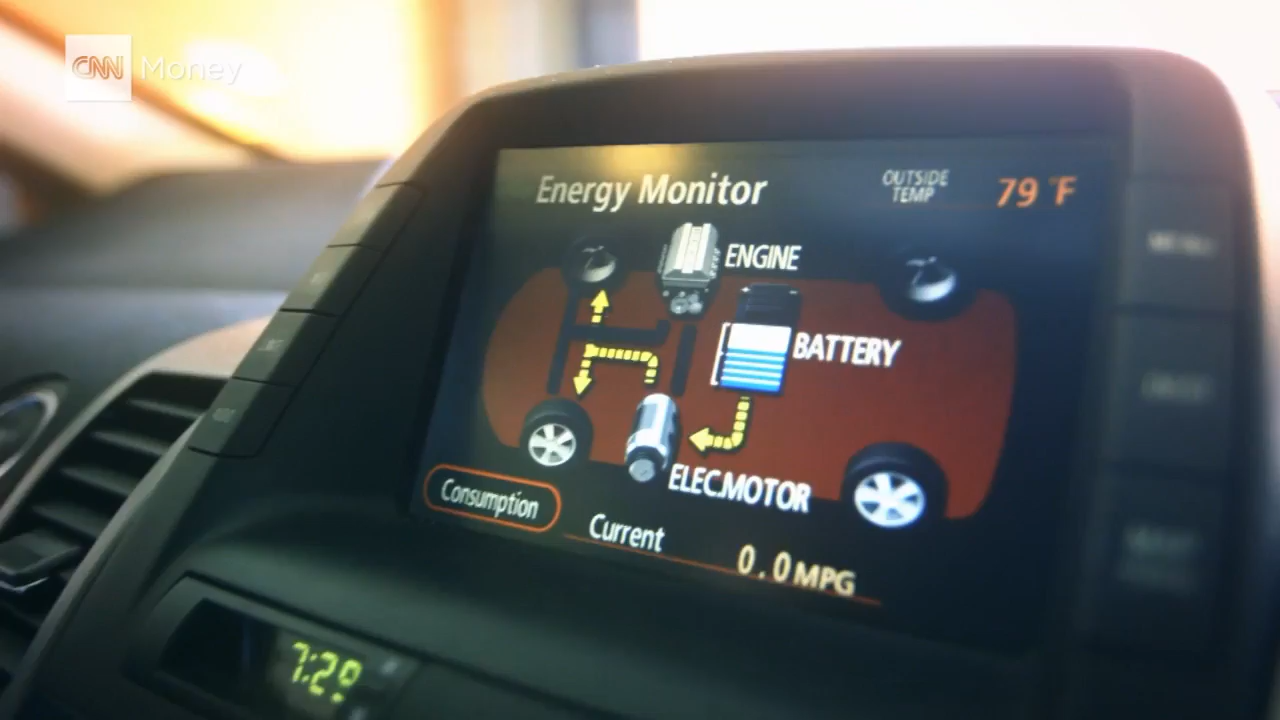 CNN Money
Energy Monitor
OUTSIDE
TEMP
79 °F
ENGINE
BATTERY
ELEC.MOTOR
Consumption
Current
0.0 MPG
7:29